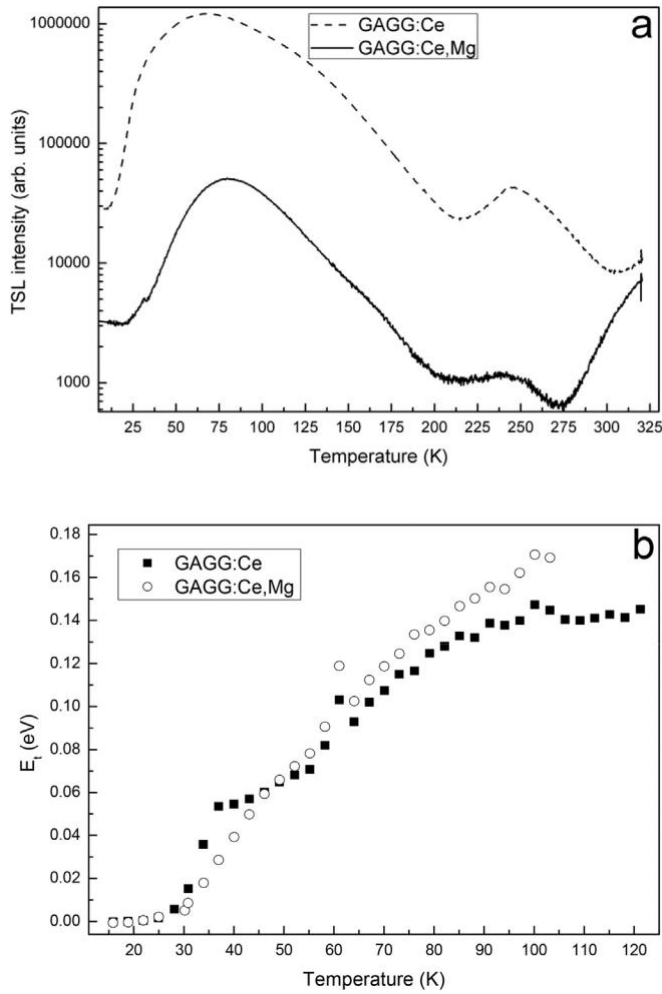 a
GAGG:Ce
GAGG:Ce,Mg
TSL intensity (arb. units)
1000000
100000
10000
1000
25 50 75 100 125 150 175 200 225 250 275 300 325
Temperature (K)
b
GAGG:Ce
GAGG:Ce,Mg
E_t (eV)
0.18
0.16
0.14
0.12
0.10
0.08
0.06
0.04
0.02
0.00
10 20 30 40 50 60 70 80 90 100 110 120
Temperature (K)